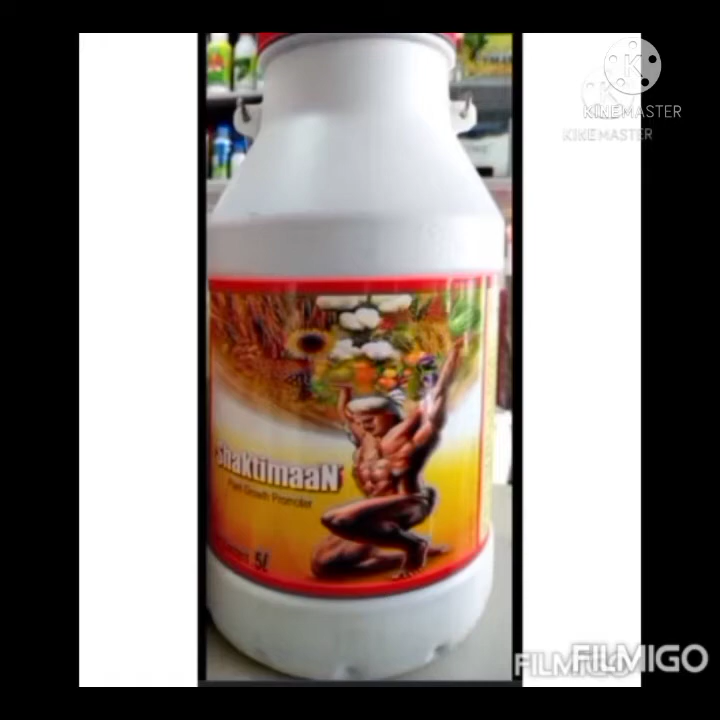 KINEMASTER
KINEMASTER
ShaktimaaN
Plant Growth Promoter
5l
FILMIGO
FILMIGO